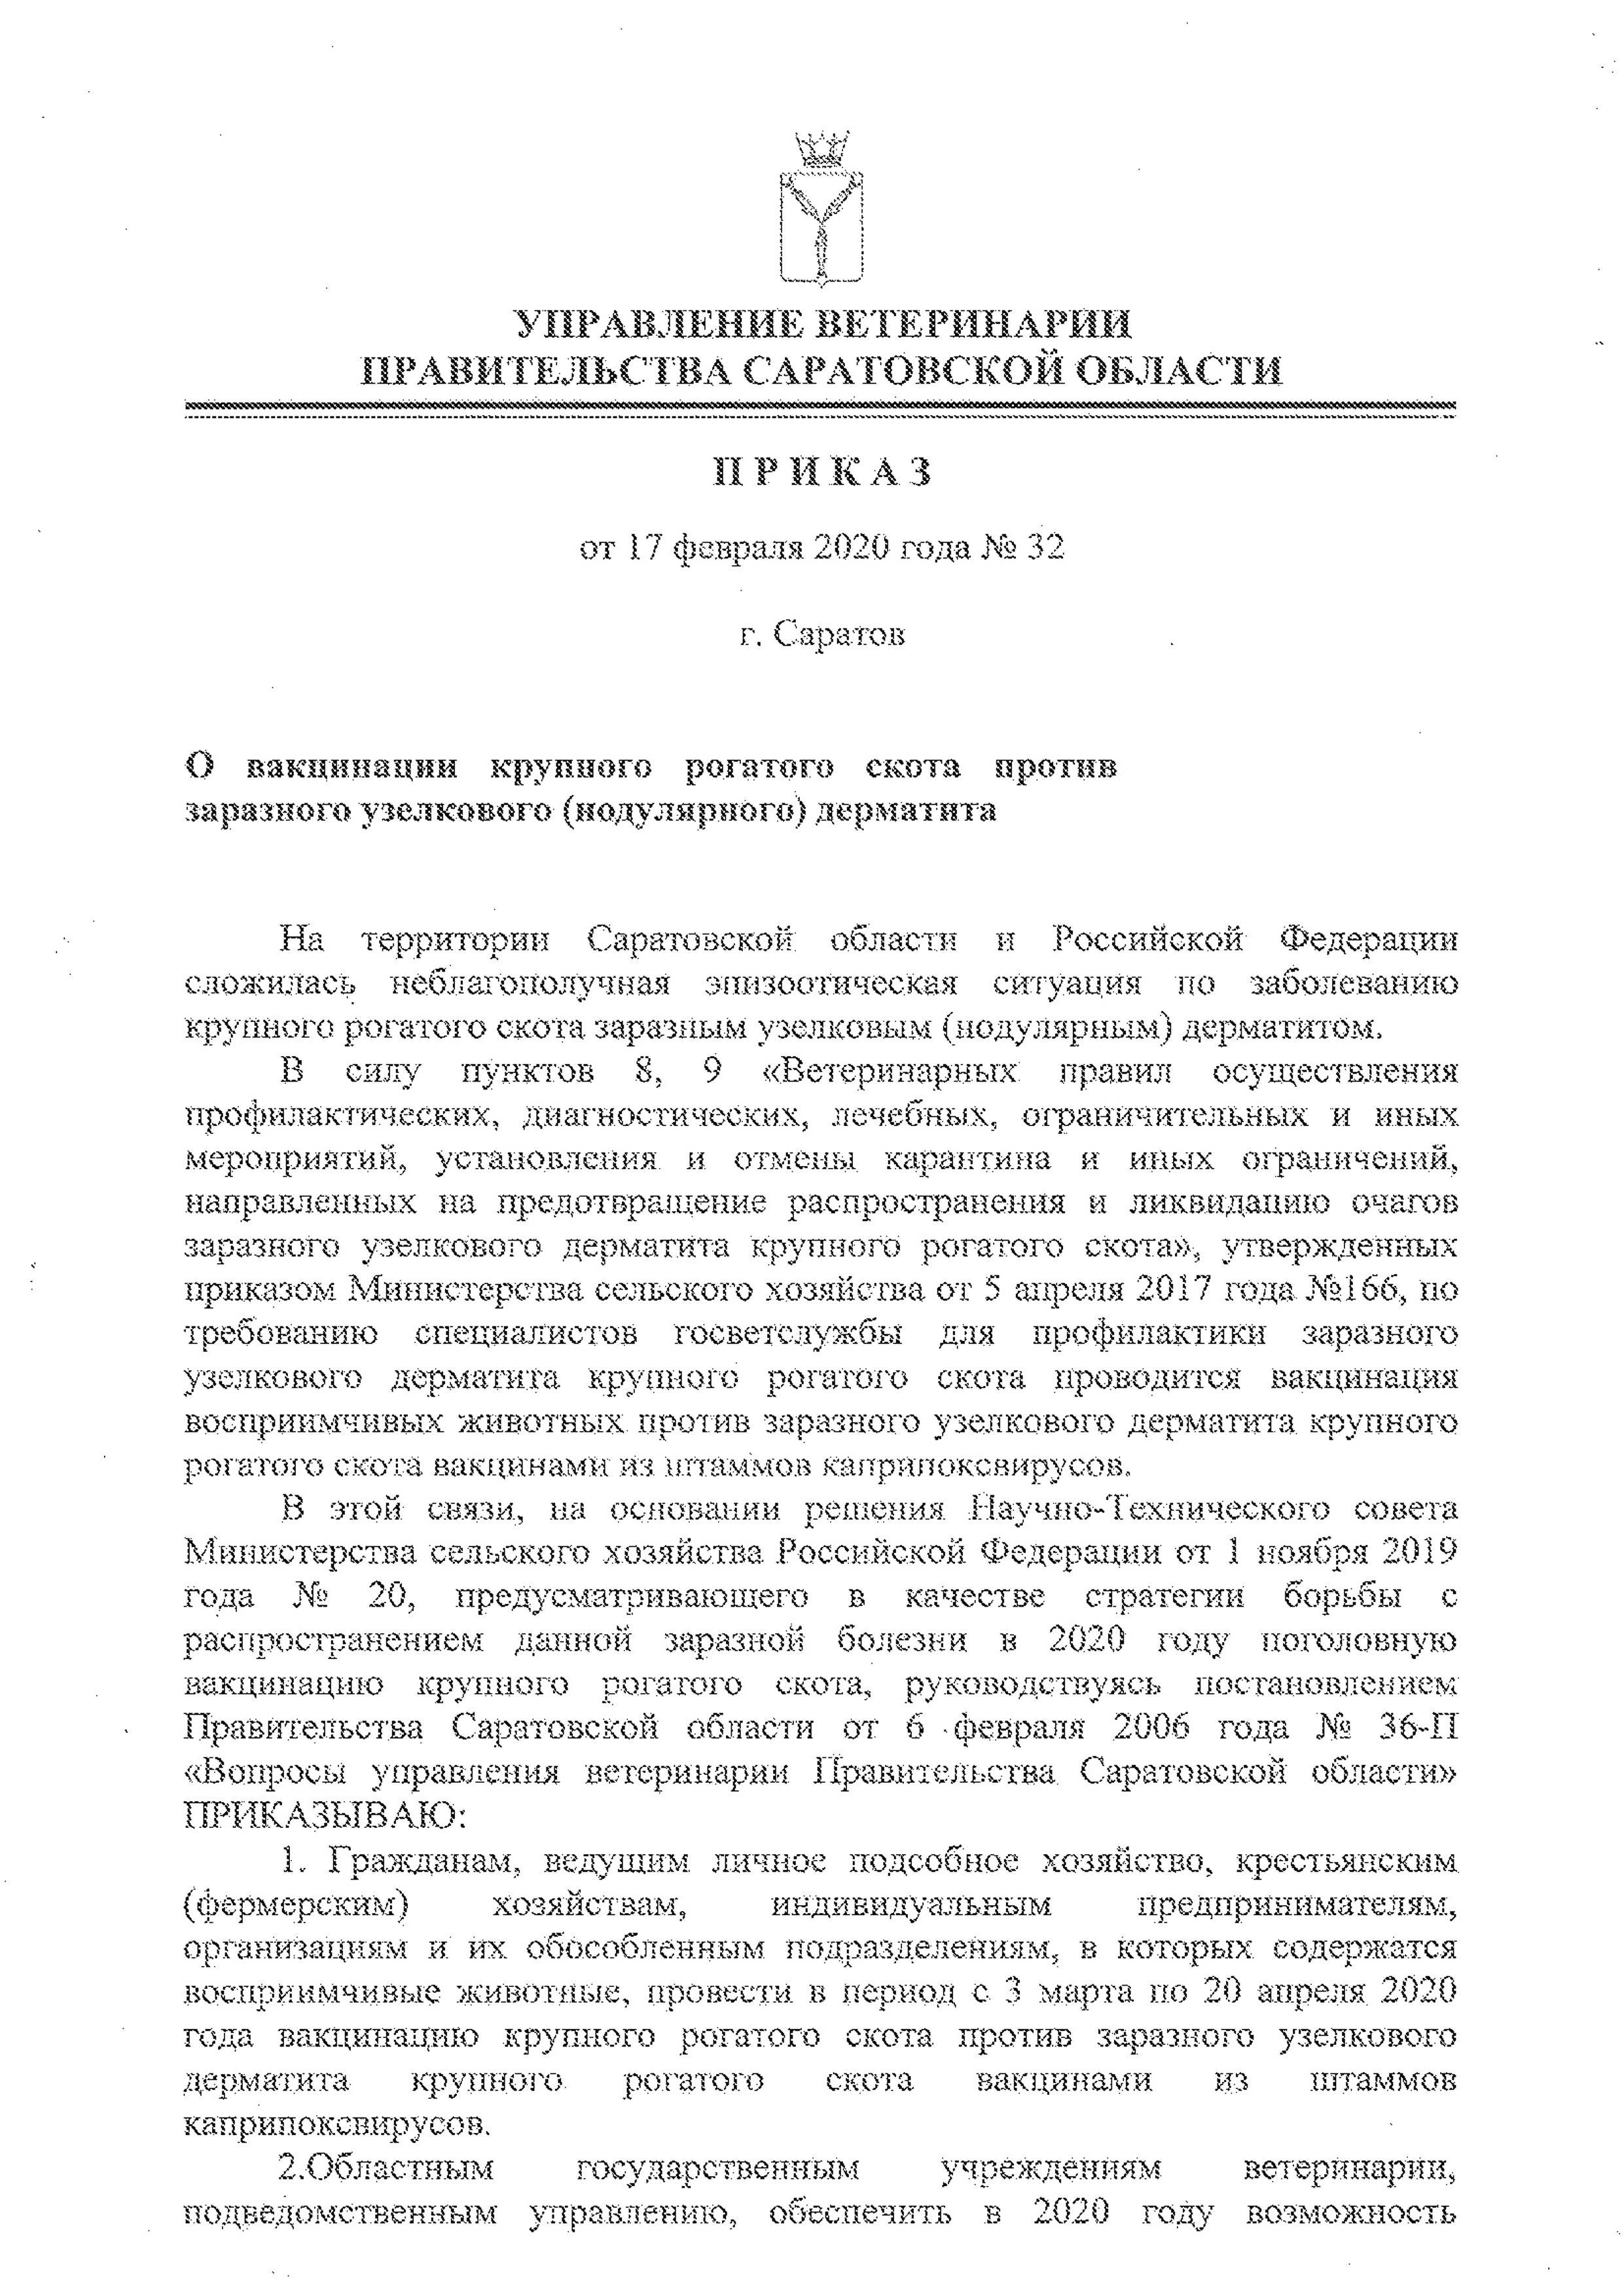 УПРАВЛЕНИЕ ВЕТЕРИНАРИИ
ПРАВИТЕЛЬСТВА САРАТОВСКОЙ ОБЛАСТИ
П Р И К А З
от 17 февраля 2020 года № 32
г. Саратов
О вакцинации крупного рогатого скота против
заразного узелкового (нодулярного) дерматита
На территории Саратовской области и Российской Федерации
сложилась неблагополучная эпизоотическая ситуация по заболеванию
крупного рогатого скота заразным узелковым (нодулярным) дерматитом.
В силу пунктов 8, 9 «Ветеринарных правил осуществления
профилактических, диагностических, лечебных, ограничительных и иных
мероприятий, установления и отмены карантина и иных ограничений,
направленных на предотвращение распространения и ликвидацию очагов
заразного узелкового дерматита крупного рогатого скота», утвержденных
приказом Министерства сельского хозяйства от 5 апреля 2017 года №166, по
требованию специалистов госветслужбы для профилактики заразного
узелкового дерматита крупного рогатого скота проводится вакцинация
восприимчивых животных против заразного узелкового дерматита крупного
рогатого скота вакцинами из штаммов каприпоксвирусов.
В этой связи, на основании решения Научно-Технического совета
Министерства сельского хозяйства Российской Федерации от 1 ноября 2019
года № 20, предусматривающего в качестве стратегии борьбы с
распространением данной заразной болезни в 2020 году поголовную
вакцинацию крупного рогатого скота, руководствуясь постановлением
Правительства Саратовской области от 6 февраля 2006 года № 36-П
«Вопросы управления ветеринарии Правительства Саратовской области»
ПРИКАЗЫВАЮ:
1. Гражданам, ведущим личное подсобное хозяйство, крестьянским
(фермерским) хозяйствам, индивидуальным предпринимателям,
организациям и их обособленным подразделениям, в которых содержатся
восприимчивые животные, провести в период с 3 марта по 20 апреля 2020
года вакцинацию крупного рогатого скота против заразного узелкового
дерматита крупного рогатого скота вакцинами из штаммов
каприпоксвирусов.
2.Областным государственным учреждениям ветеринарии,
подведомственным управлению, обеспечить в 2020 году возможность